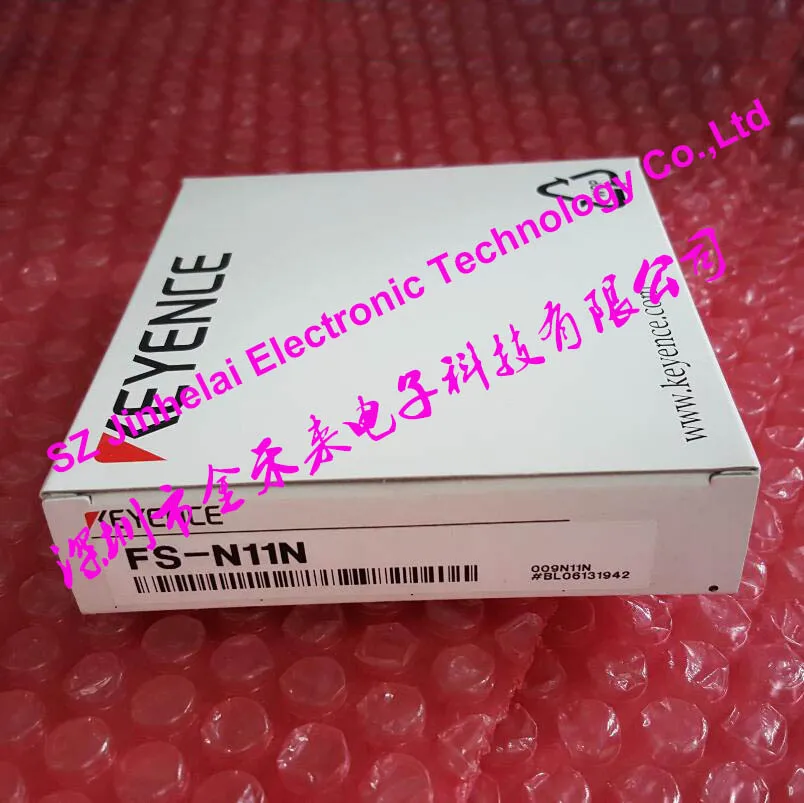 KEYENCE
www.keyence.com
SZ Jinhelai Electronic Technology Co.,Ltd
深圳市金禾来电子科技有限公司
KEYENCE
FS-N11N
009N11N
#BL06131942